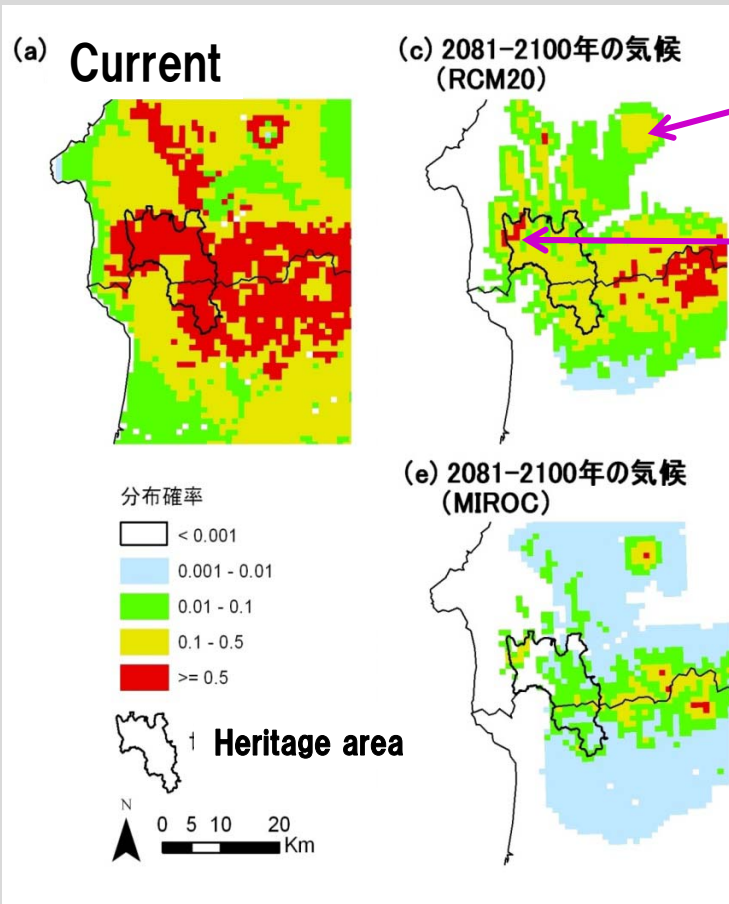 (a) Current
(c) 2081-2100年の気候
(RCM20)
(e) 2081-2100年の気候
(MIROC)
分布確率
< 0.001
0.001 - 0.01
0.01 - 0.1
0.1 - 0.5
>= 0.5
Heritage area
N
0 5 10 20
Km